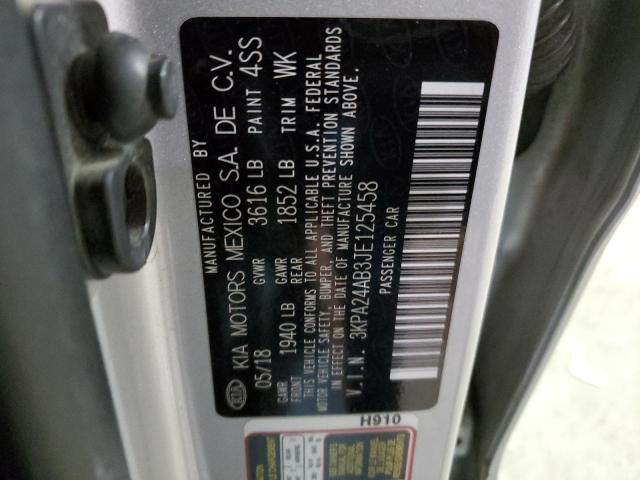 MANUFACTURED BY
KIA KIA MOTORS MEXICO S.A. DE C.V.
05/18 GVWR 3616 LB PAINT 4SS
GAWR FRONT 1940 LB GAWR REAR 1852 LB TRIM WK
THIS VEHICLE CONFORMS TO ALL APPLICABLE U.S.A. FEDERAL
MOTOR VEHICLE SAFETY, BUMPER, AND THEFT PREVENTION STANDARDS
IN EFFECT ON THE DATE OF MANUFACTURE SHOWN ABOVE.
V.I.N. 3KPA24AB3JE125458
PASSENGER CAR
H910